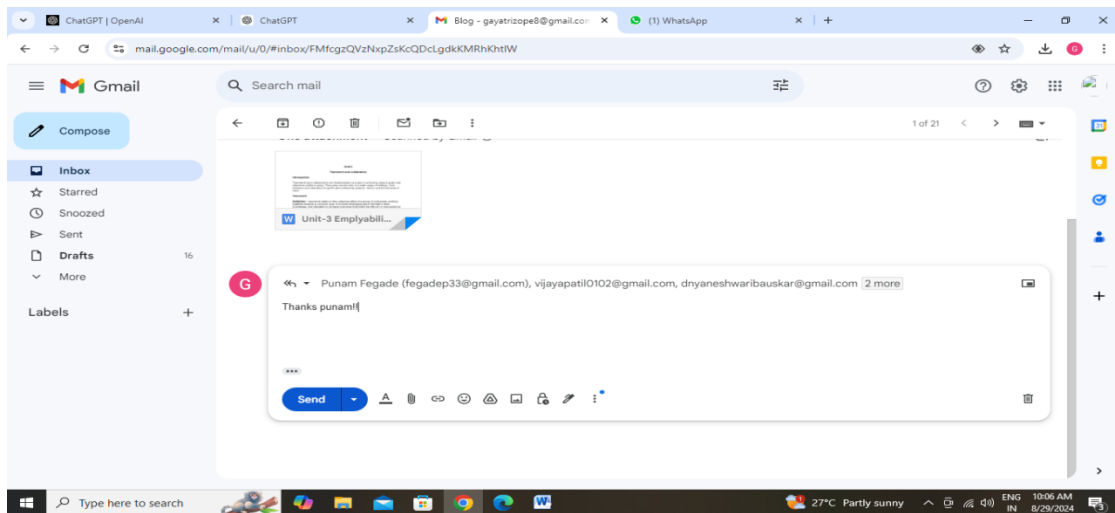 ChatGPT | OpenAI
ChatGPT
Blog - gayatrizope8@gmail.con
(1) WhatsApp
mail.google.com/mail/u/0/#inbox/FMfcgzQVzNxpZsKcQDcLgdkKMRhKhtIW
G
Gmail
Search mail
Compose
1 of 21
Inbox
Starred
Snoozed
Sent
Drafts 16
More
Labels
W Unit-3 Emplyabili...
G
Punam Fegade (fegadep33@gmail.com), vijayapatil0102@gmail.com, dnyaneshwaribauskar@gmail.com 2 more
Thanks punam!!
Send
Type here to search
27°C Partly sunny
ENG
IN
10:06 AM
8/29/2024